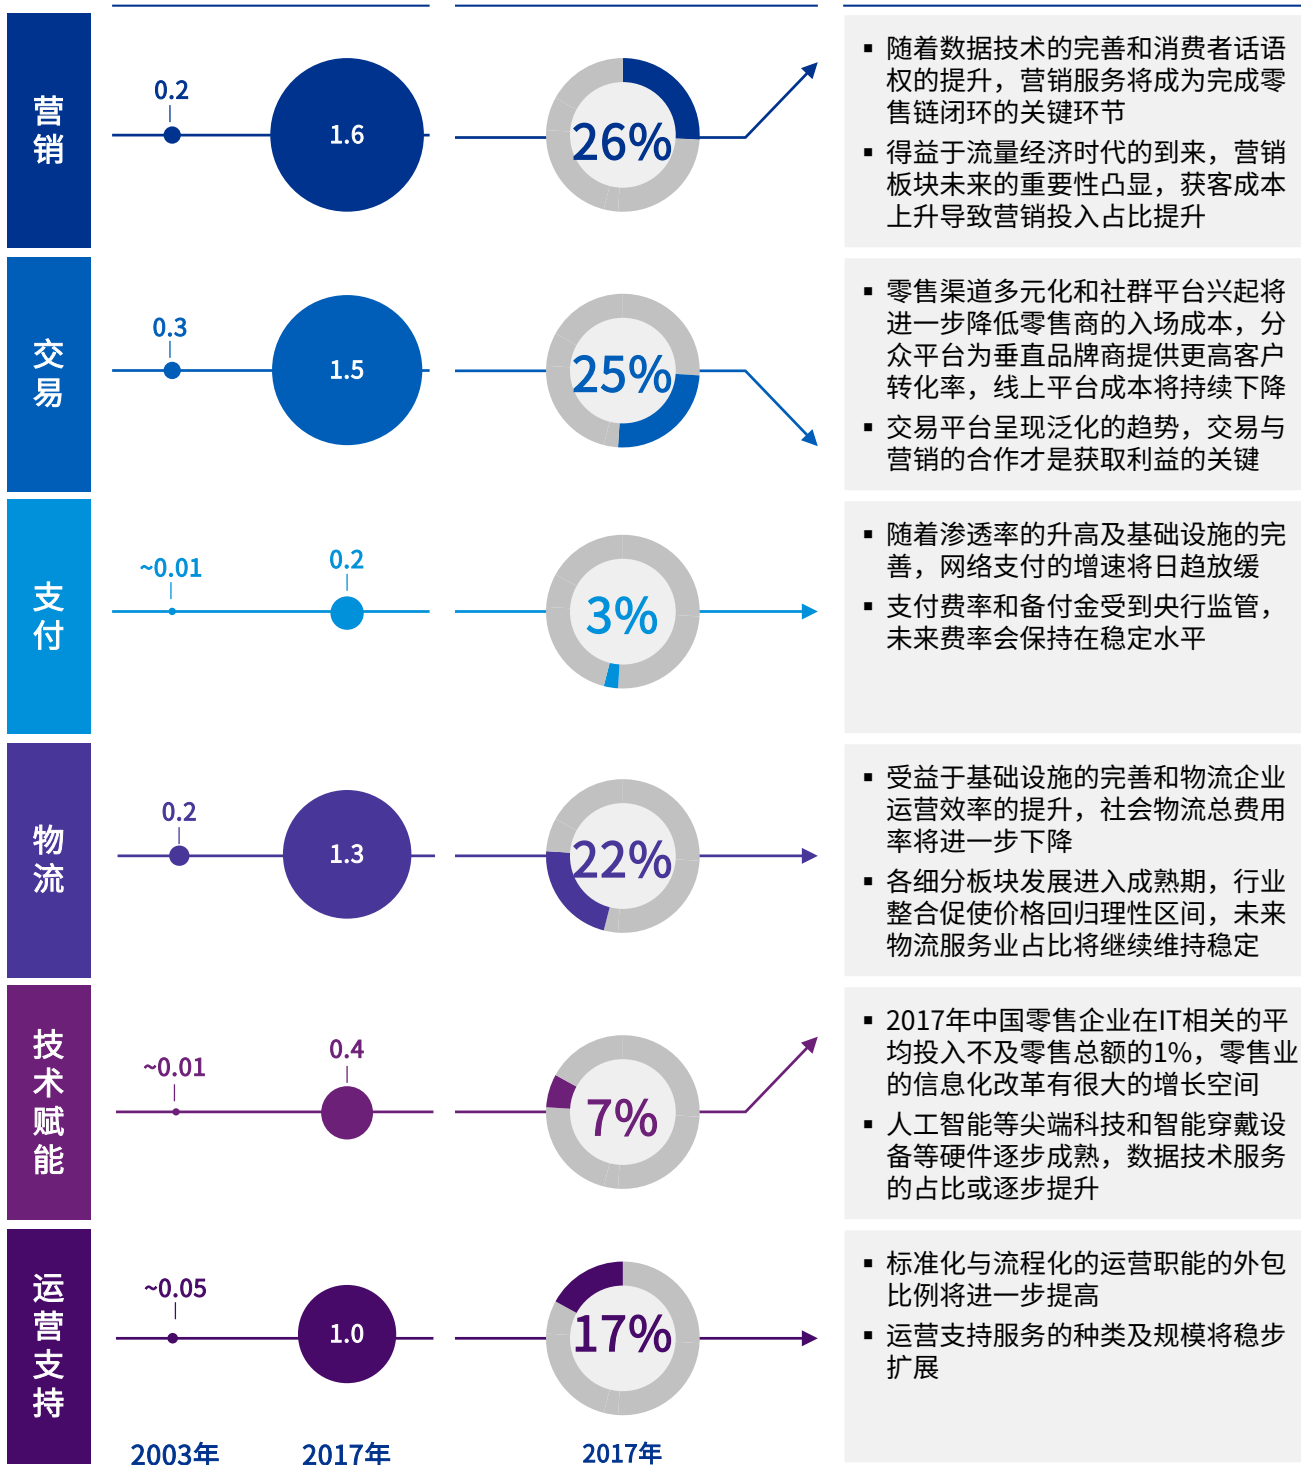 营
销
0.2
1.6
26%
▪ 随着数据技术的完善和消费者话语
权的提升，营销服务将成为完成零
售链闭环的关键环节
▪ 得益于流量经济时代的到来，营销
板块未来的重要性凸显，获客成本
上升导致营销投入占比提升
交
易
0.3
1.5
25%
▪ 零售渠道多元化和社群平台兴起将
进一步降低零售商的入场成本，分
众平台为垂直品牌商提供更高客户
转化率，线上平台成本将持续下降
▪ 交易平台呈现泛化的趋势，交易与
营销的合作才是获取利益的关键
支
付
~0.01
0.2
3%
▪ 随着渗透率的升高及基础设施的完
善，网络支付的增速将日趋放缓
▪ 支付费率和备付金受到央行监管，
未来费率会保持在稳定水平
物
流
0.2
1.3
22%
▪ 受益于基础设施的完善和物流企业
运营效率的提升，社会物流总费用
率将进一步下降
▪ 各细分板块发展进入成熟期，行业
整合促使价格回归理性区间，未来
物流服务业占比将继续维持稳定
技
术
赋
能
~0.01
0.4
7%
▪ 2017年中国零售企业在IT相关的平
均投入不及零售总额的1%，零售业
的信息化改革有很大的增长空间
▪ 人工智能等尖端科技和智能穿戴设
备等硬件逐步成熟，数据技术服务
的占比或逐步提升
运
营
支
持
~0.05
1.0
17%
▪ 标准化与流程化的运营职能的外包
比例将进一步提高
▪ 运营支持服务的种类及规模将稳步
扩展
2003年
2017年
2017年